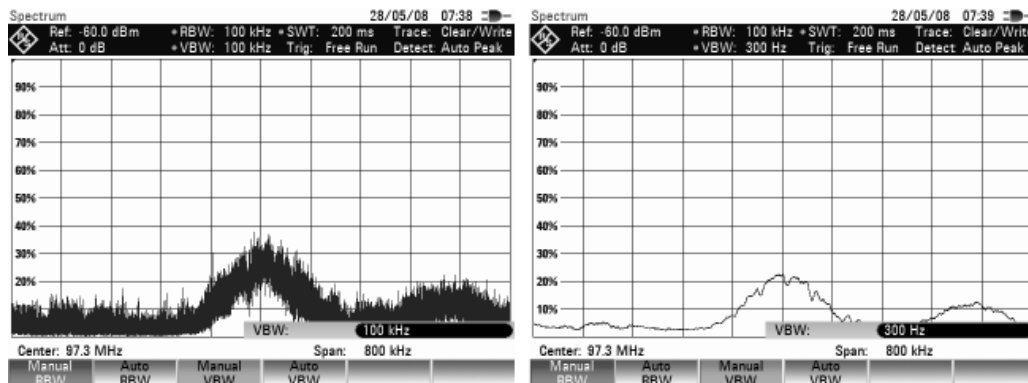 Spectrum 28/05/08 07:38
Ref: -60.0 dBm • RBW: 100 kHz • SWT: 200 ms Trace: Clear/Write
Att: 0 dB • VBW: 100 kHz Trig: Free Run Detect: Auto Peak
90%
80%
70%
60%
50%
40%
30%
20%
VBW: 100 kHz
Center: 97.3 MHz Span: 800 kHz
Manual RBW Auto RBW Manual VBW Auto VBW
Spectrum 28/05/08 07:39
Ref: -60.0 dBm • RBW: 100 kHz • SWT: 200 ms Trace: Clear/Write
Att: 0 dB • VBW: 300 Hz Trig: Free Run Detect: Auto Peak
90%
80%
70%
60%
50%
40%
30%
20%
10%
VBW: 300 Hz
Center: 97.3 MHz Span: 800 kHz
Manual RBW Auto RBW Manual VBW Auto VBW